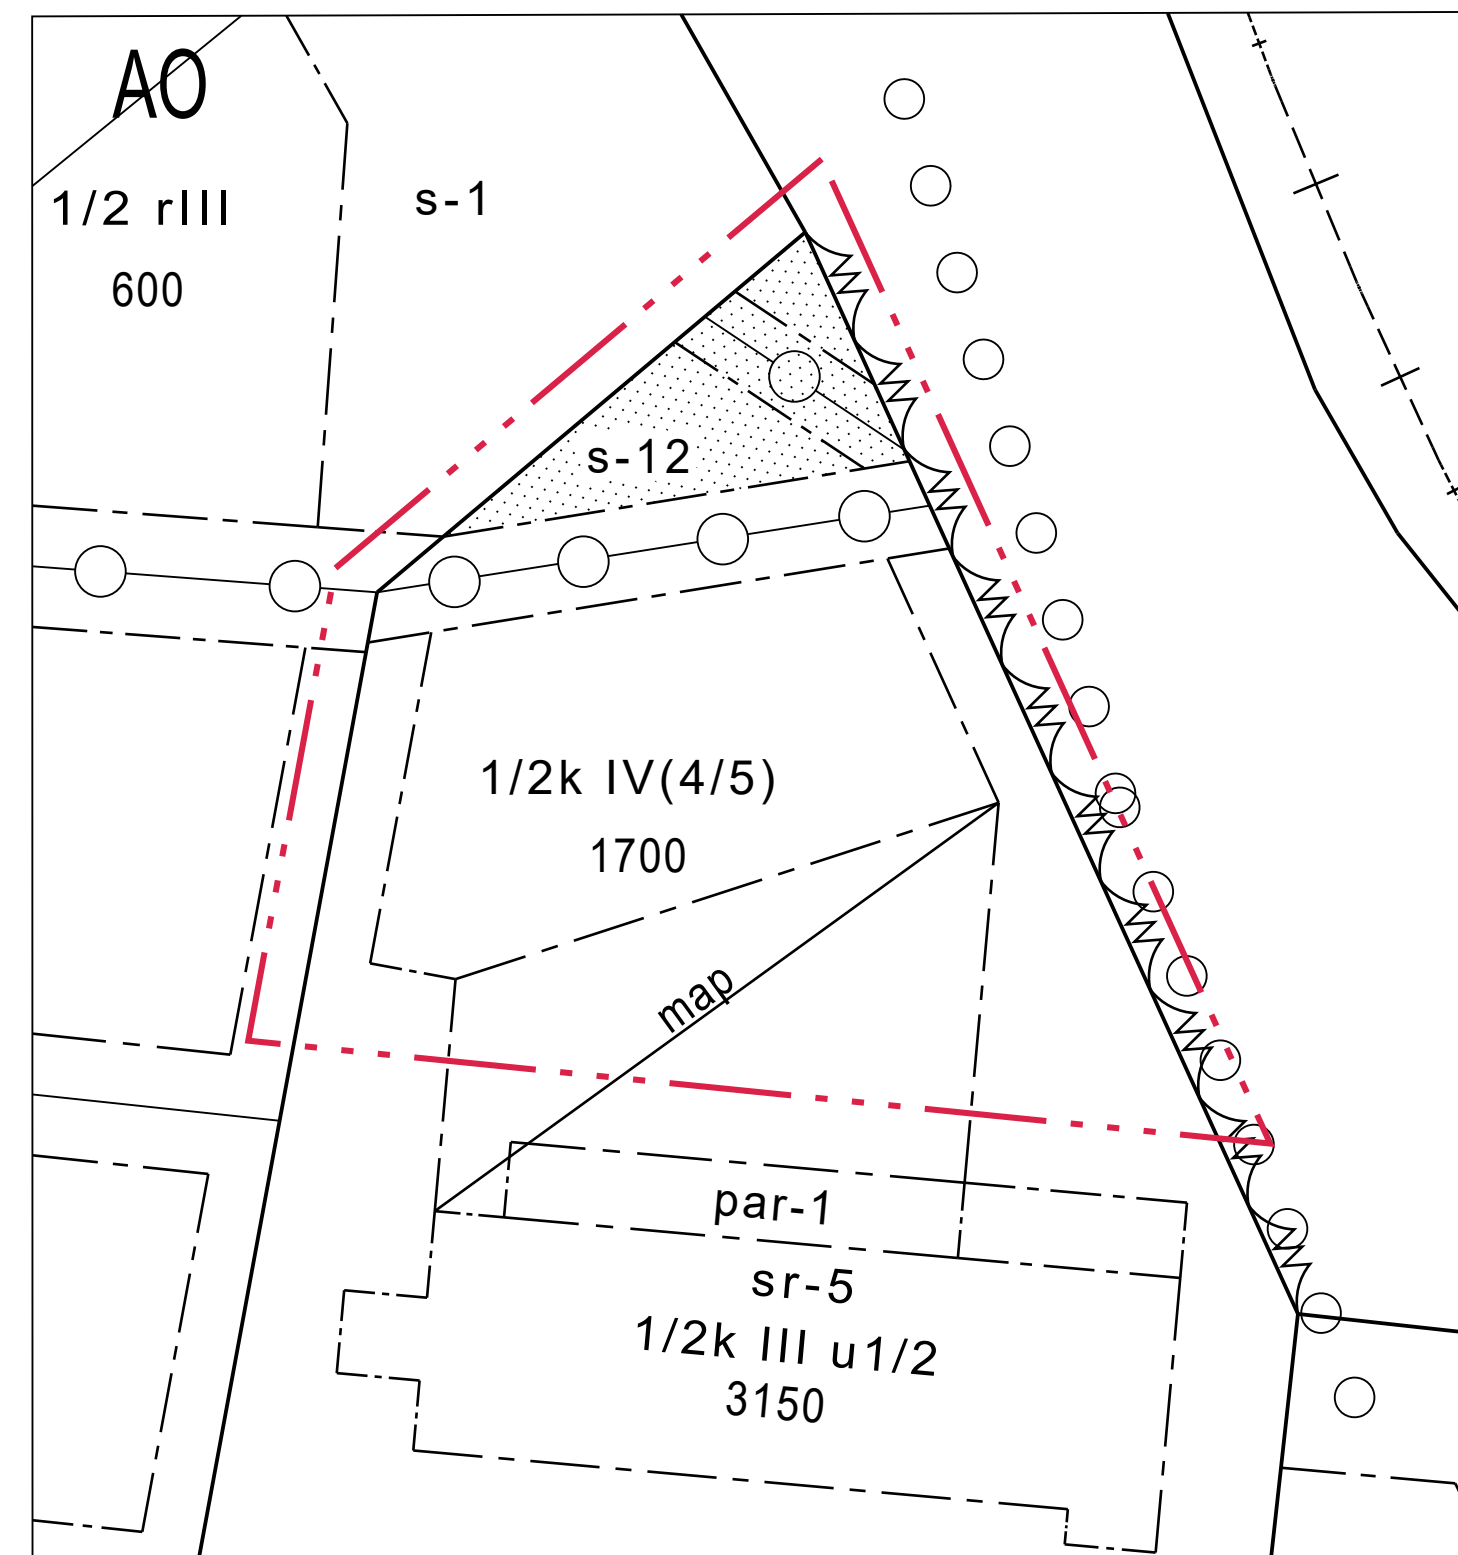 AO
1/2 rIII
600
s-1
s-12
1/2k IV(4/5)
1700
map
par-1
sr-5
1/2k III u1/2
3150